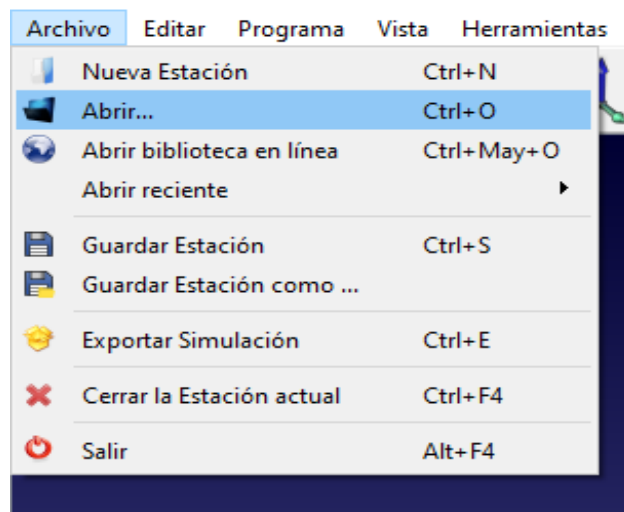 Archivo Editar Programa Vista Herramientas
Nueva Estación Ctrl+N
Abrir... Ctrl+O
Abrir biblioteca en línea Ctrl+May+O
Abrir reciente
Guardar Estación Ctrl+S
Guardar Estación como ...
Exportar Simulación Ctrl+E
Cerrar la Estación actual Ctrl+F4
Salir Alt+F4